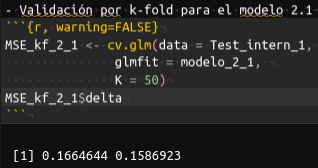 - Validación por k-fold para el modelo 2.1
```{r, warning=FALSE}
MSE_kf_2_1 <- cv.glm(data = Test_intern_1,
glmfit = modelo_2_1,
K = 50)
MSE_kf_2_1$delta
```
[1] 0.1664644 0.1586923